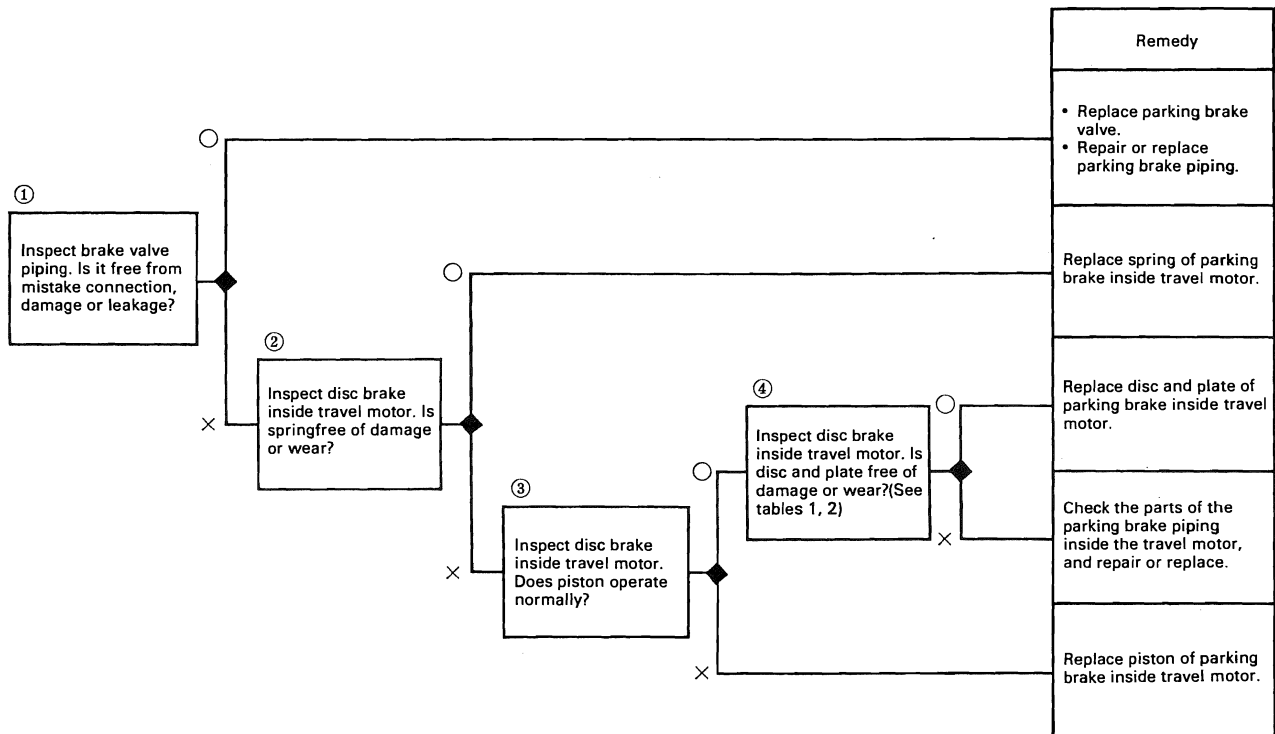 Remedy
• Replace parking brake
valve.
• Repair or replace
parking brake piping.
○
①
Inspect brake valve
piping. Is it free from
mistake connection,
damage or leakage?
○
Replace spring of parking
brake inside travel motor.
②
Inspect disc brake
inside travel motor. Is
springfree of damage
or wear?
×
④
Inspect disc brake
inside travel motor. Is
disc and plate free of
damage or wear?(See
tables 1, 2)
○
Replace disc and plate of
parking brake inside travel
motor.
③
Inspect disc brake
inside travel motor.
Does piston operate
normally?
×
○
×
Check the parts of the
parking brake piping
inside the travel motor,
and repair or replace.
×
Replace piston of parking
brake inside travel motor.